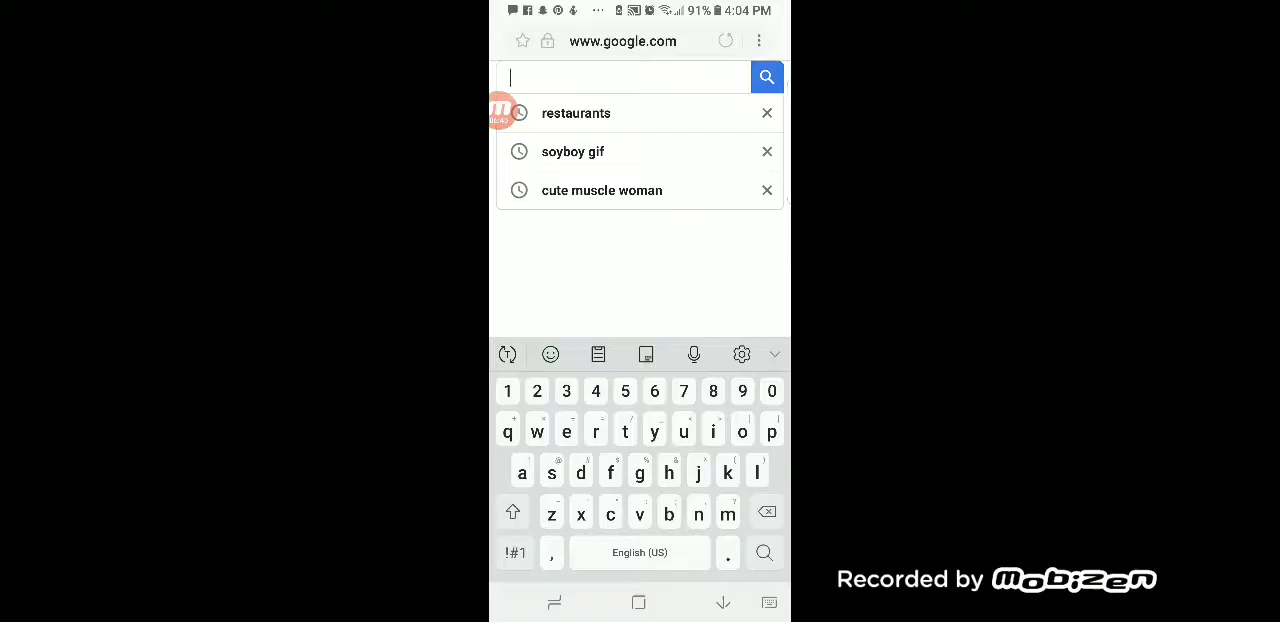 91% 4:04 PM
www.google.com
restaurants
soyboy gif
cute muscle woman
1 2 3 4 5 6 7 8 9 0
q w e r t y u i o p
a s d f g h j k l
z x c v b n m
!#1 , English (US) .
Recorded by mobizen